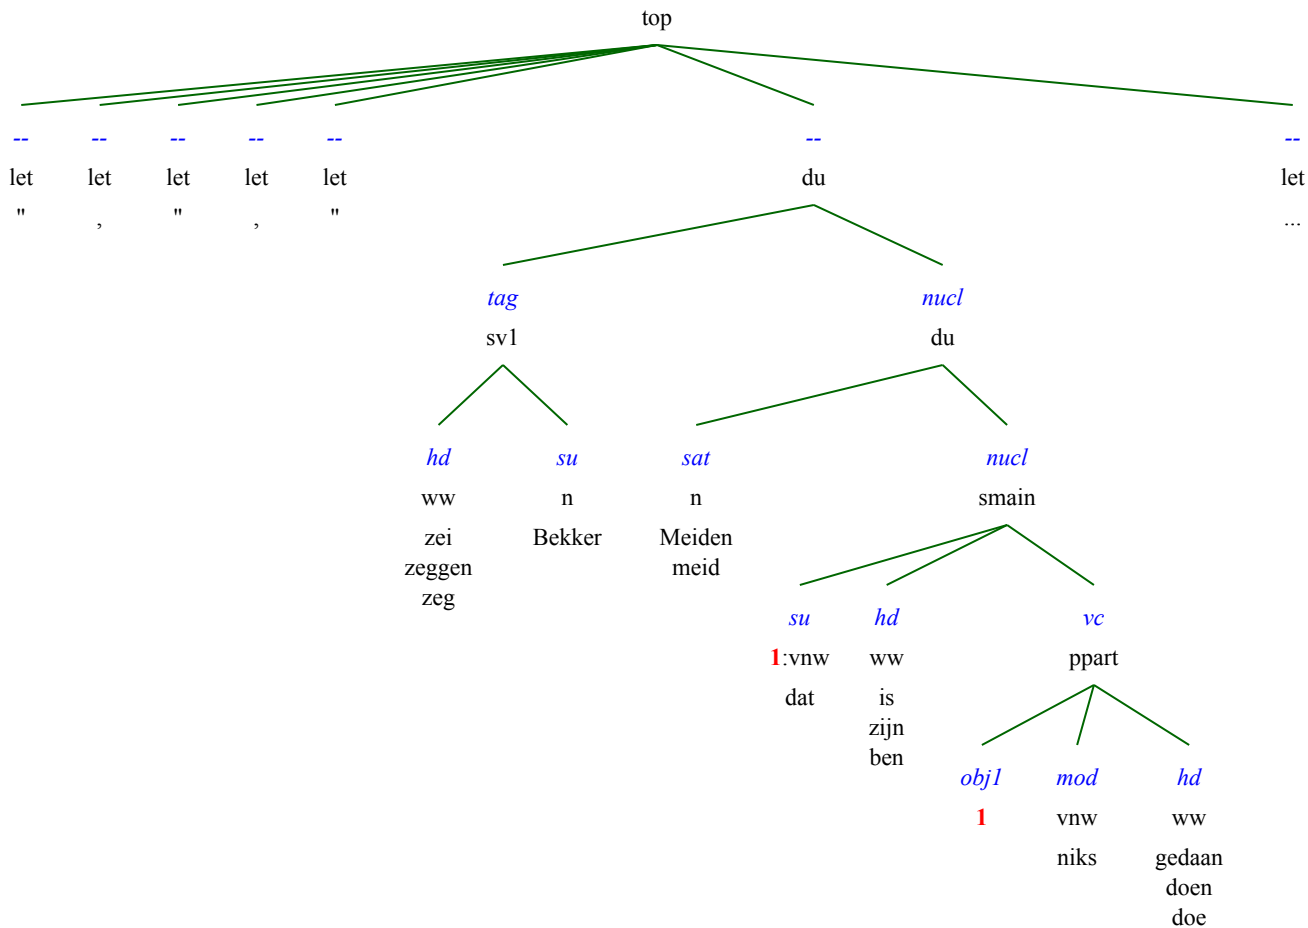 top
-- -- -- -- -- -- --
let let let let let du let
" , " , " ...
tag nucl
sv1 du
hd su sat nucl
ww n n smain
zei Bekker Meiden
zeggen meid
zeg
su hd vc
1:vnw ww ppart
dat is
zijn
ben
obj1 mod hd
1 vnw ww
niks gedaan
doen
doe